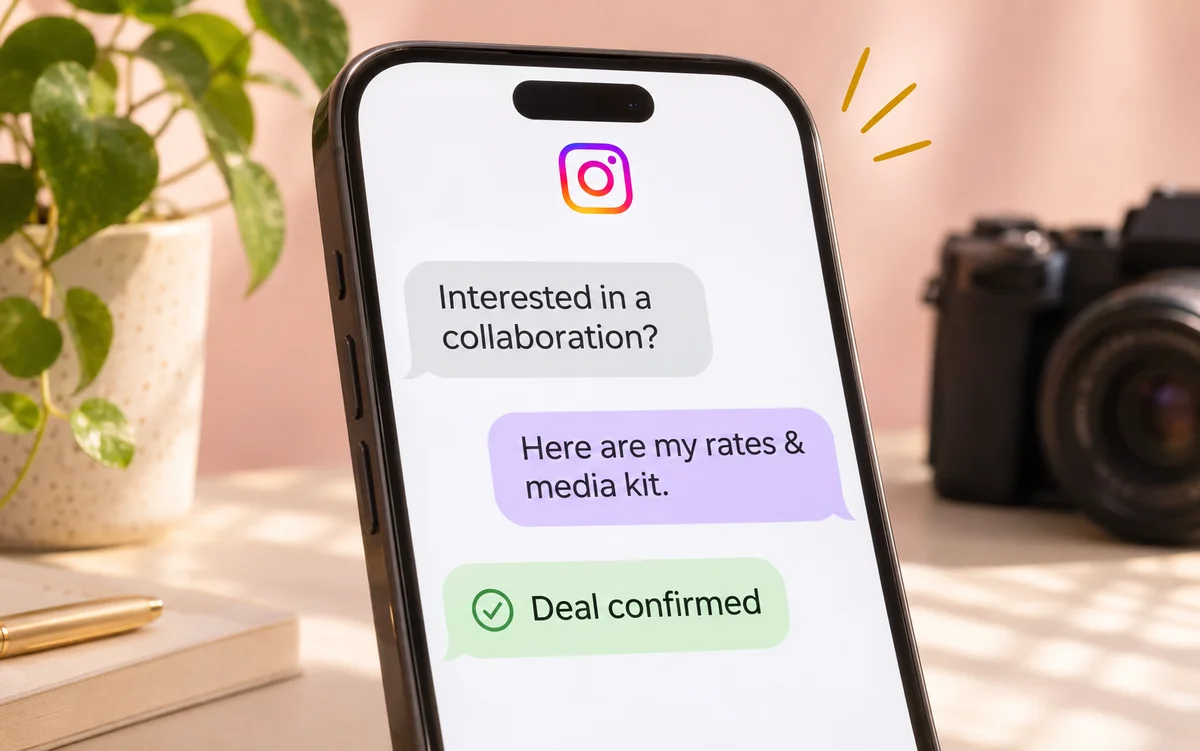 Interested in a
collaboration?
Here are my rates &
media kit.
Deal confirmed